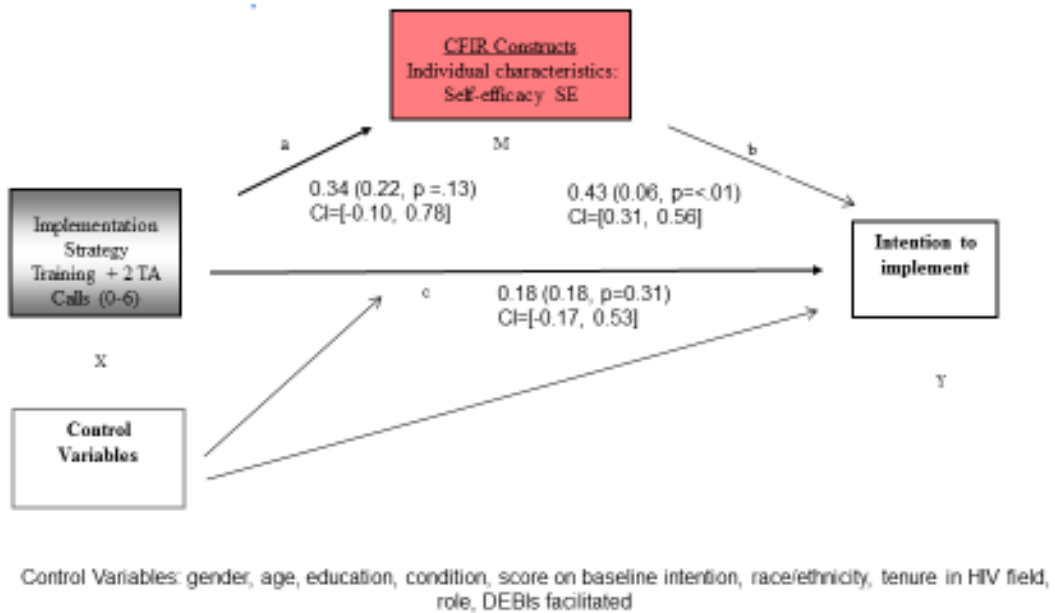 CFIR Constructs
Individual characteristics:
Self-efficacy SE
a
M
b
0.34 (0.22, p =.13)
CI=[-0.10, 0.78]
0.43 (0.06, p=<.01)
CI=[0.31, 0.56]
Implementation
Strategy
Training + 2 TA
Calls (0-6)
Intention to
implement
c
0.18 (0.18, p=0.31)
CI=[-0.17, 0.53]
X
Y
Control
Variables
Control Variables: gender, age, education, condition, score on baseline intention, race/ethnicity, tenure in HIV field,
role, DEBIs facilitated